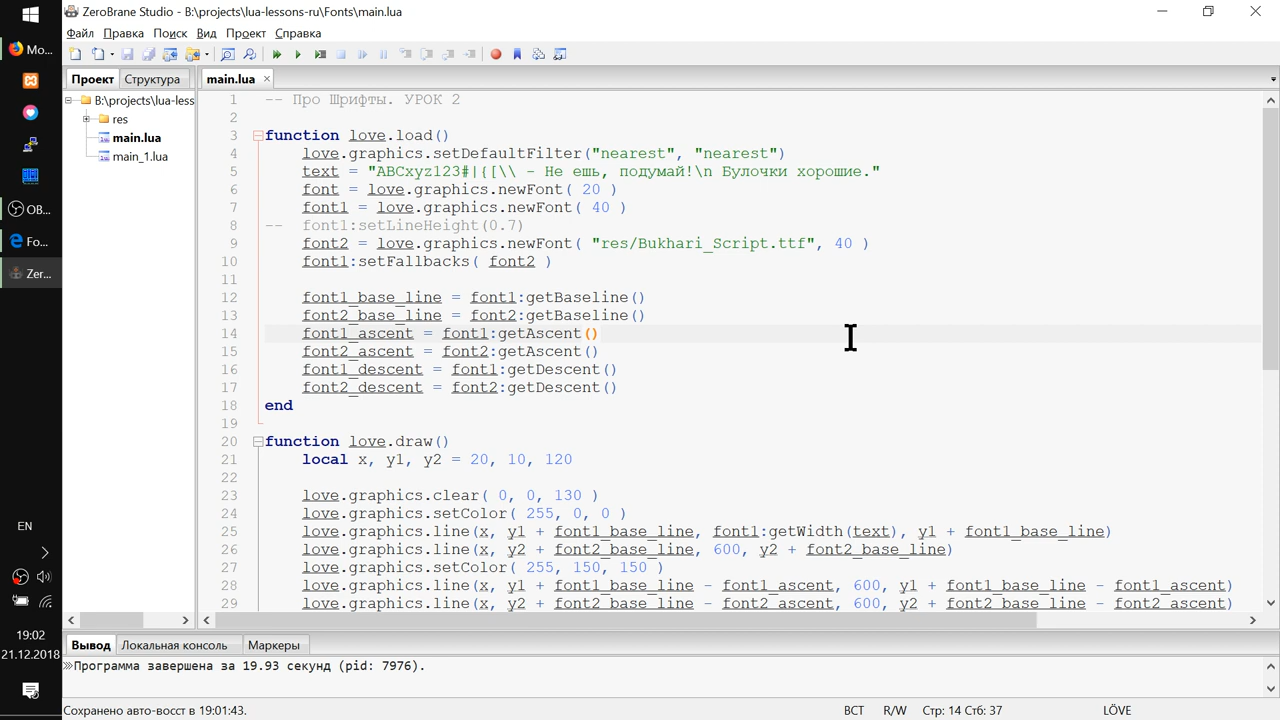 ZeroBrane Studio - B:\projects\lua-lessons-ru\Fonts\main.lua
Файл Правка Поиск Вид Проект Справка
Mo...
OB...
Fo...
Zer...
EN
19:02
21.12.2018
Проект Структура
B:\projects\lua-less
res
main.lua
main_1.lua
main.lua
1 -- Про Шрифты. УРОК 2
2
3 function love.load()
4 love.graphics.setDefaultFilter("nearest", "nearest")
5 text = "ABCxyz123#|{[\\ - Не ешь, подумай!\n Булочки хорошие."
6 font = love.graphics.newFont( 20 )
7 font1 = love.graphics.newFont( 40 )
8 -- font1:setLineHeight(0.7)
9 font2 = love.graphics.newFont( "res/Bukhari_Script.ttf", 40 )
10 font1:setFallbacks( font2 )
11
12 font1_base_line = font1:getBaseline()
13 font2_base_line = font2:getBaseline()
14 font1_ascent = font1:getAscent()
15 font2_ascent = font2:getAscent()
16 font1_descent = font1:getDescent()
17 font2_descent = font2:getDescent()
18 end
19
20 function love.draw()
21 local x, y1, y2 = 20, 10, 120
22
23 love.graphics.clear( 0, 0, 130 )
24 love.graphics.setColor( 255, 0, 0 )
25 love.graphics.line(x, y1 + font1_base_line, font1:getWidth(text), y1 + font1_base_line)
26 love.graphics.line(x, y2 + font2_base_line, 600, y2 + font2_base_line)
27 love.graphics.setColor( 255, 150, 150 )
28 love.graphics.line(x, y1 + font1_base_line - font1_ascent, 600, y1 + font1_base_line - font1_ascent)
29 love.graphics.line(x, y2 + font2_base_line - font2_ascent, 600, y2 + font2_base_line - font2_ascent)
Вывод Локальная консоль Маркеры
Программа завершена за 19.93 секунд (pid: 7976).
Сохранено авто-восст в 19:01:43. ВСТ R/W Стр: 14 Стб: 37 LÖVE